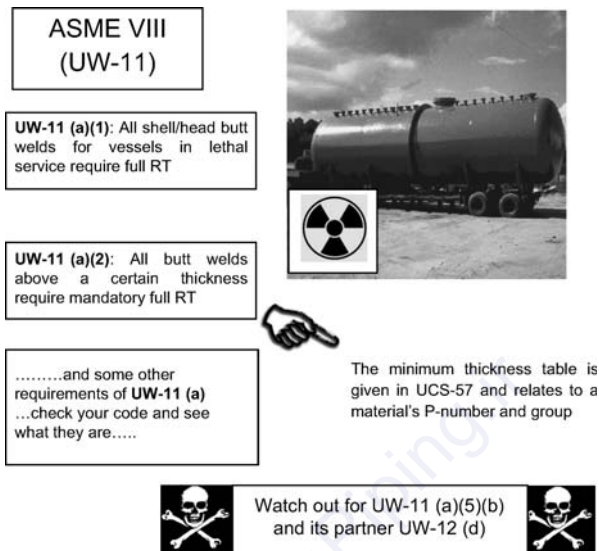 ASME VIII
(UW-11)
UW-11 (a)(1): All shell/head butt
welds for vessels in lethal
service require full RT
UW-11 (a)(2): All butt welds
above a certain thickness
require mandatory full RT
………and some other
requirements of UW-11 (a)
…check your code and see
what they are…..
The minimum thickness table is
given in UCS-57 and relates to a
material's P-number and group
Watch out for UW-11 (a)(5)(b)
and its partner UW-12 (d)